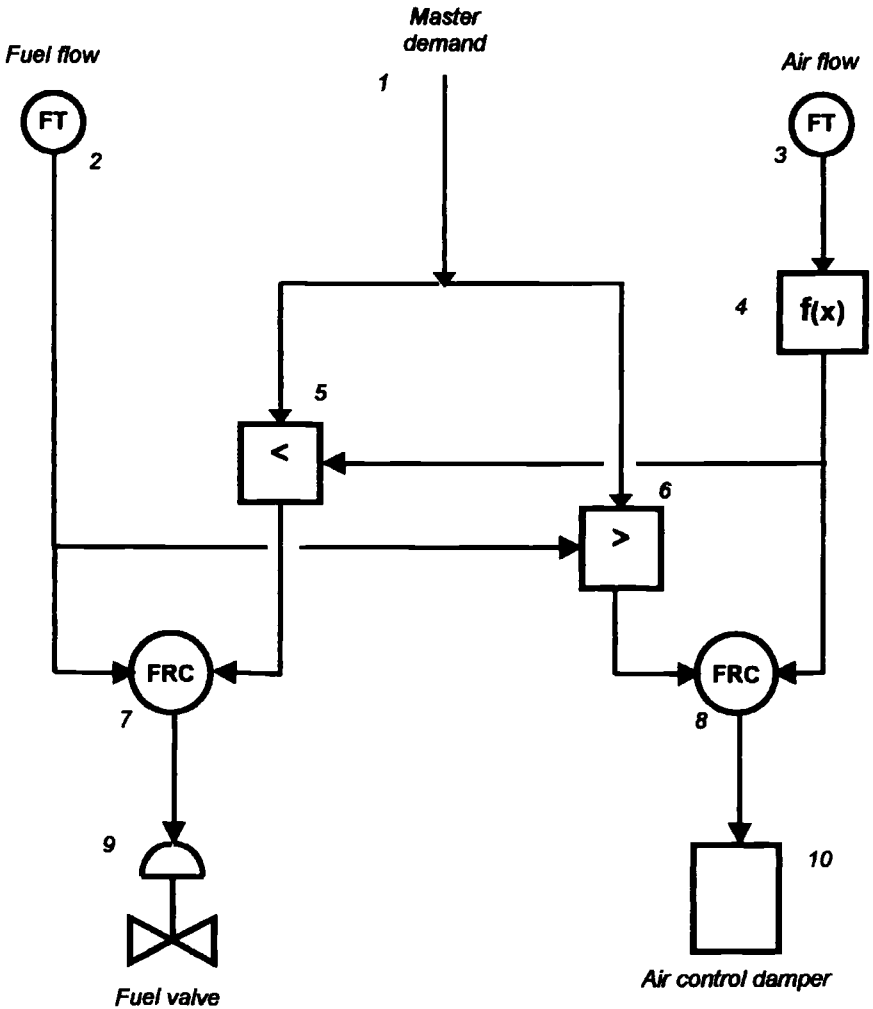 Master
demand
Fuel flow
1
Air flow
FT
FT
2
3
4
f(x)
5
<
6
>
FRC
FRC
7
8
9
10
Air control damper
Fuel valve